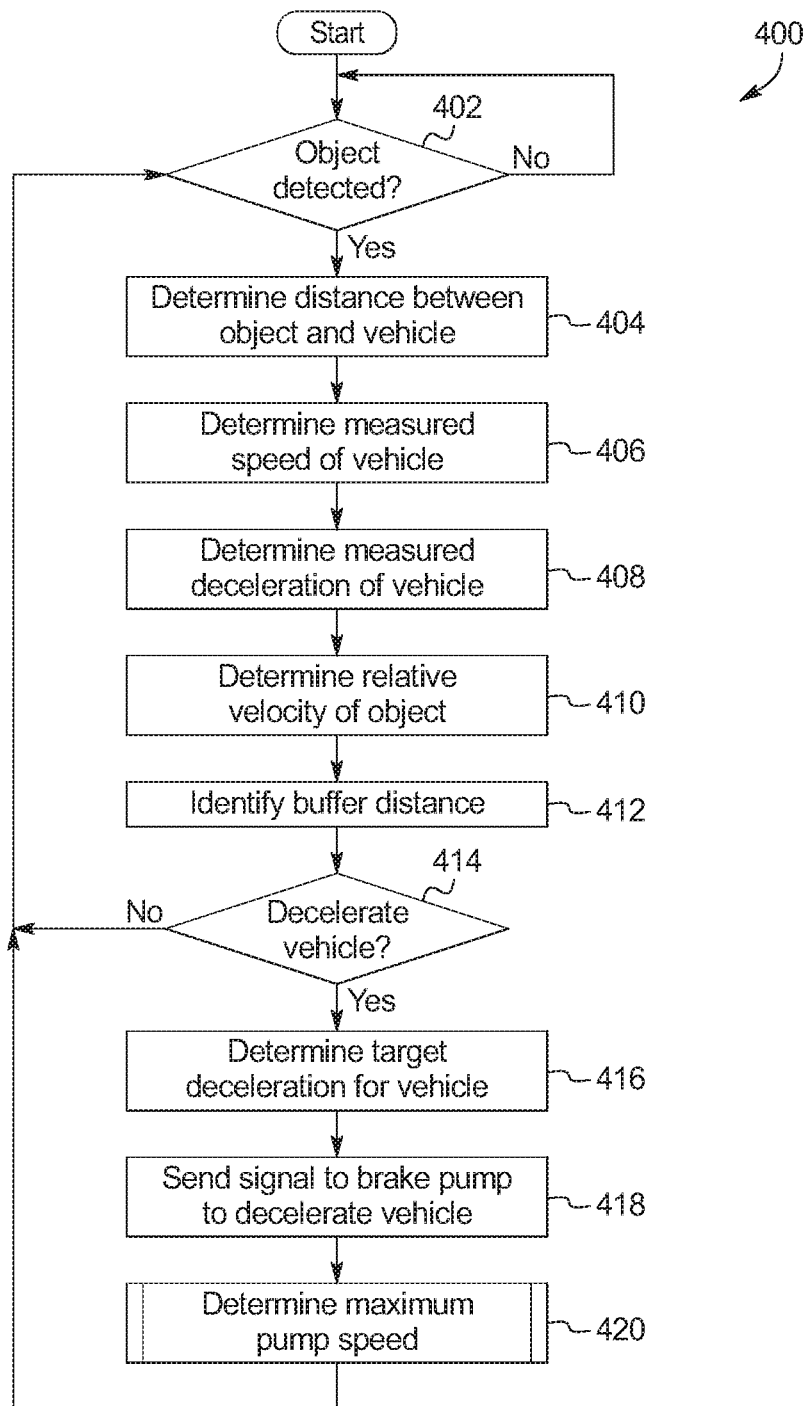 Start
400
402
Object
detected?
No
Yes
Determine distance between
object and vehicle
404
Determine measured
speed of vehicle
406
Determine measured
deceleration of vehicle
408
Determine relative
velocity of object
410
Identify buffer distance
412
414
No
Decelerate
vehicle?
Yes
Determine target
deceleration for vehicle
416
Send signal to brake pump
to decelerate vehicle
418
Determine maximum
pump speed
420